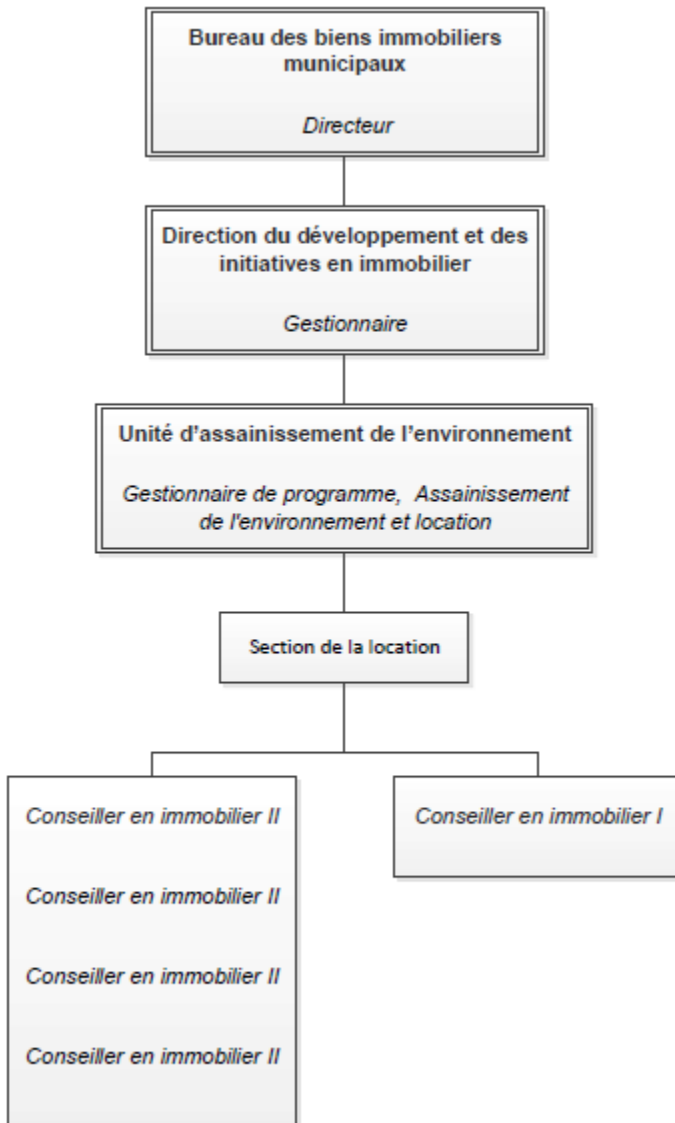 Bureau des biens immobiliers
municipaux
Directeur
Direction du développement et des
initiatives en immobilier
Gestionnaire
Unité d'assainissement de l'environnement
Gestionnaire de programme, Assainissement
de l'environnement et location
Section de la location
Conseiller en immobilier II
Conseiller en immobilier II
Conseiller en immobilier II
Conseiller en immobilier II
Conseiller en immobilier I